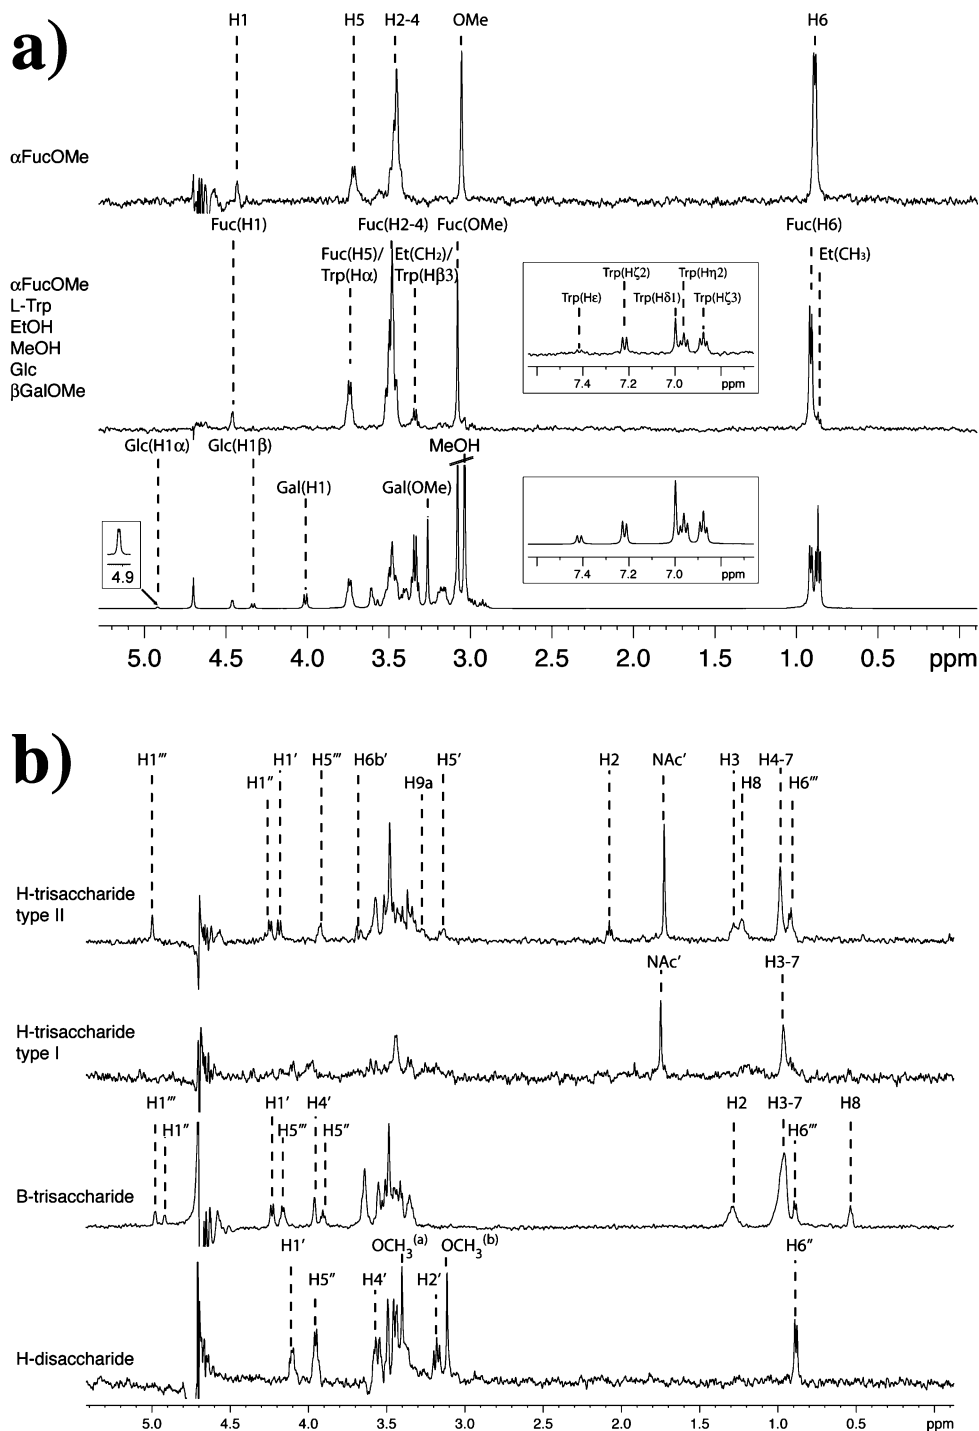 a)
H1 H5 H2-4 OMe H6
αFucOMe
Fuc(H1) Fuc(H2-4) Fuc(OMe) Fuc(H6)
Fuc(H5)/ Et(CH₂)/ Et(CH₃)
Trp(Hα) Trp(Hβ3)
αFucOMe
L-Trp
EtOH
MeOH
Glc
βGalOMe
Trp(Hζ2) Trp(Hη2)
Trp(Hε) Trp(Hδ1) Trp(Hζ3)
7.4 7.2 7.0 ppm
Glc(H1α) Glc(H1β) MeOH
Gal(H1) Gal(OMe)
4.9
7.4 7.2 7.0 ppm
5.0 4.5 4.0 3.5 3.0 2.5 2.0 1.5 1.0 0.5 ppm
b)
H1‴ H1′ H5‴ H6b′ H5′ H2 NAc′ H3 H4-7
H1″ H9a H8 H6‴
H-trisaccharide
type II
NAc′ H3-7
H-trisaccharide
type I
H1‴ H1′ H4′ H2 H3-7 H8
H1″ H5‴ H5″ H6‴
B-trisaccharide
H1′ OCH₃⁽ᵃ⁾ OCH₃⁽ᵇ⁾ H6″
H5″ H4′ H2′
H-disaccharide
5.0 4.5 4.0 3.5 3.0 2.5 2.0 1.5 1.0 0.5 ppm